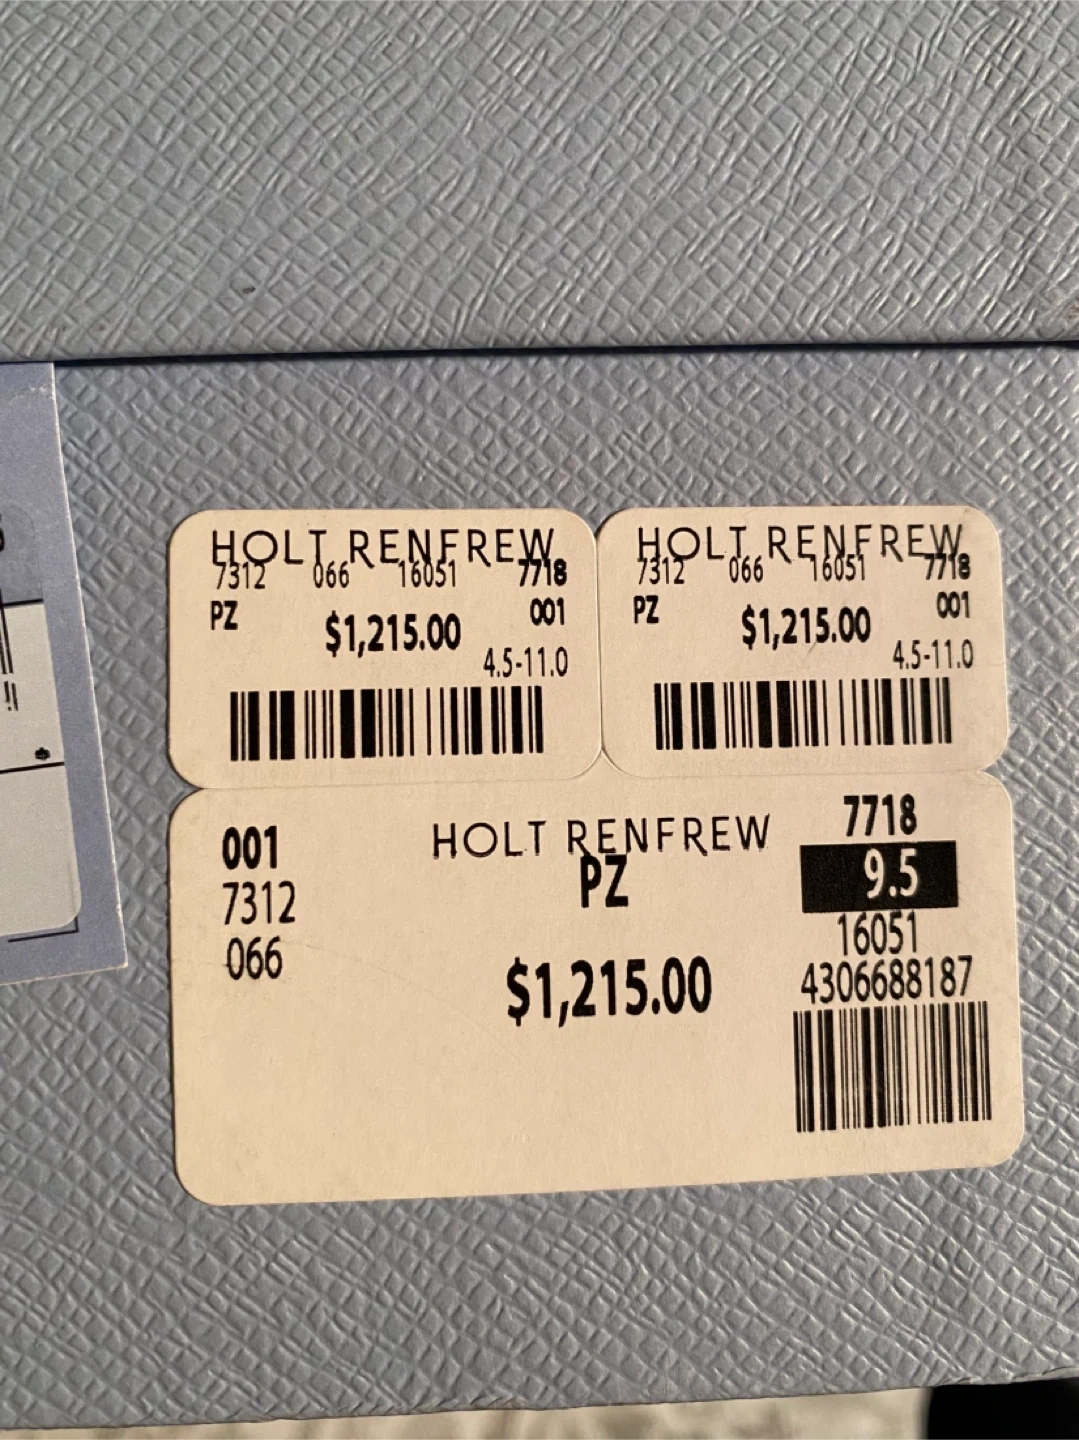 HOLT RENFREW
7312 066 16051 7718
PZ 001
$1,215.00
4.5-11.0
HOLT RENFREW
7312 066 16051 7718
PZ 001
$1,215.00
4.5-11.0
HOLT RENFREW
001 7718
7312 PZ 9.5
066 16051
$1,215.00 4306688187